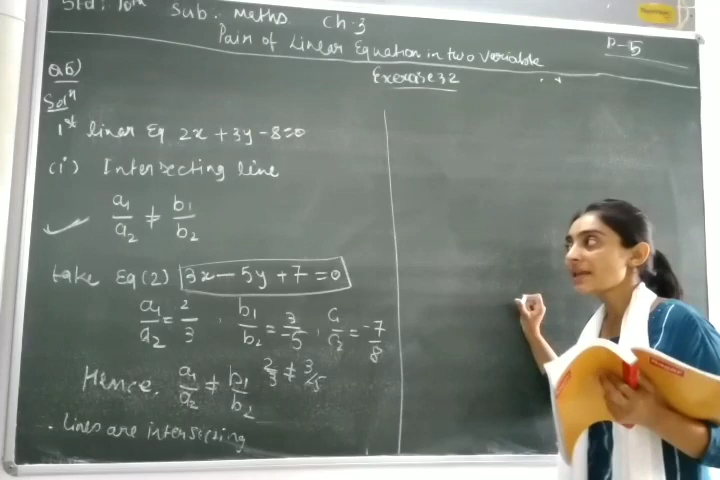 Std: 10th Sub. Maths Ch.3
Pair of Linear Equation in two variable
P-5
Exercise 3.2
Q.6)
Solⁿ
1st linear Eq 2x + 3y - 8 = 0
(i) Intersecting line
a₁/a₂ ≠ b₁/b₂
take Eq (2) 3x - 5y + 7 = 0
a₁/a₂ = 2/3 , b₁/b₂ = 3/-5 , c₁/c₂ = -7/8
Hence, a₁/a₂ ≠ b₁/b₂ 2/3 ≠ 3/5
. lines are intersecting